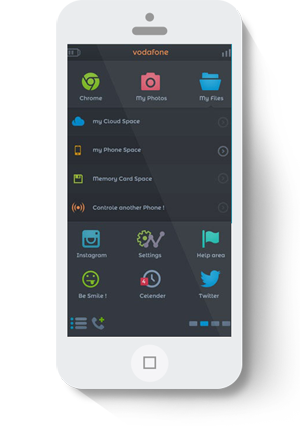 vodafone
Chrome My Photos My Files
my Cloud Space
my Phone Space
Memory Card Space
Controle another Phone !
Instagram Settings Help area
Be Smile ! Celender Twitter